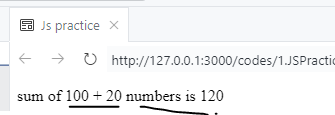 Js practice
http://127.0.0.1:3000/codes/1.JSPractic
sum of 100 + 20 numbers is 120